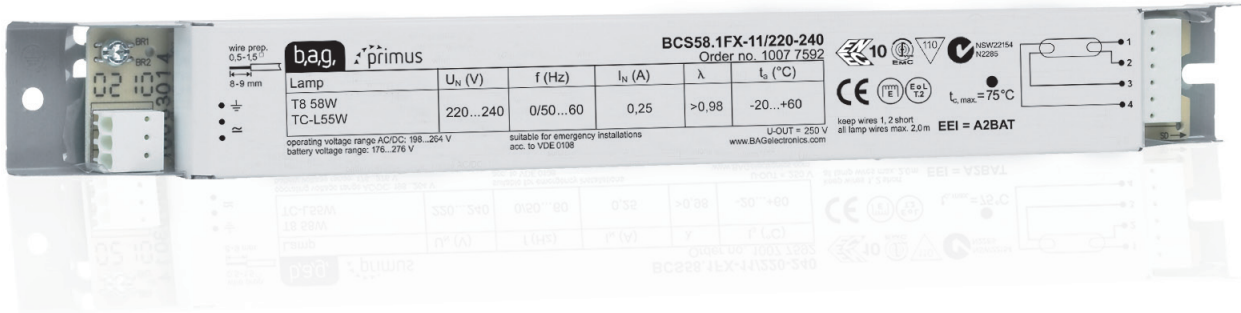 BR1
BR2
02 10
3014
wire prep.
0,5-1,5
8-9 mm
b,a,g, primus
BCS58.1FX-11/220-240
Order no. 1007 7592
Lamp UN (V) f (Hz) IN (A) λ ta (°C)
T8 58W
TC-L55W
220...240 0/50...60 0,25 >0,98 -20...+60
operating voltage range AC/DC: 198...264 V
battery voltage range: 176...276 V
suitable for emergency installations
acc. to VDE 0108
U-OUT = 250 V
www.BAGelectronics.com
10
EMC
110
NSW22154
N2285
CE
E
EoL
T.2
tc, max. = 75°C
keep wires 1, 2 short
all lamp wires max. 2,0m
EEI = A2BAT
1
2
3
4